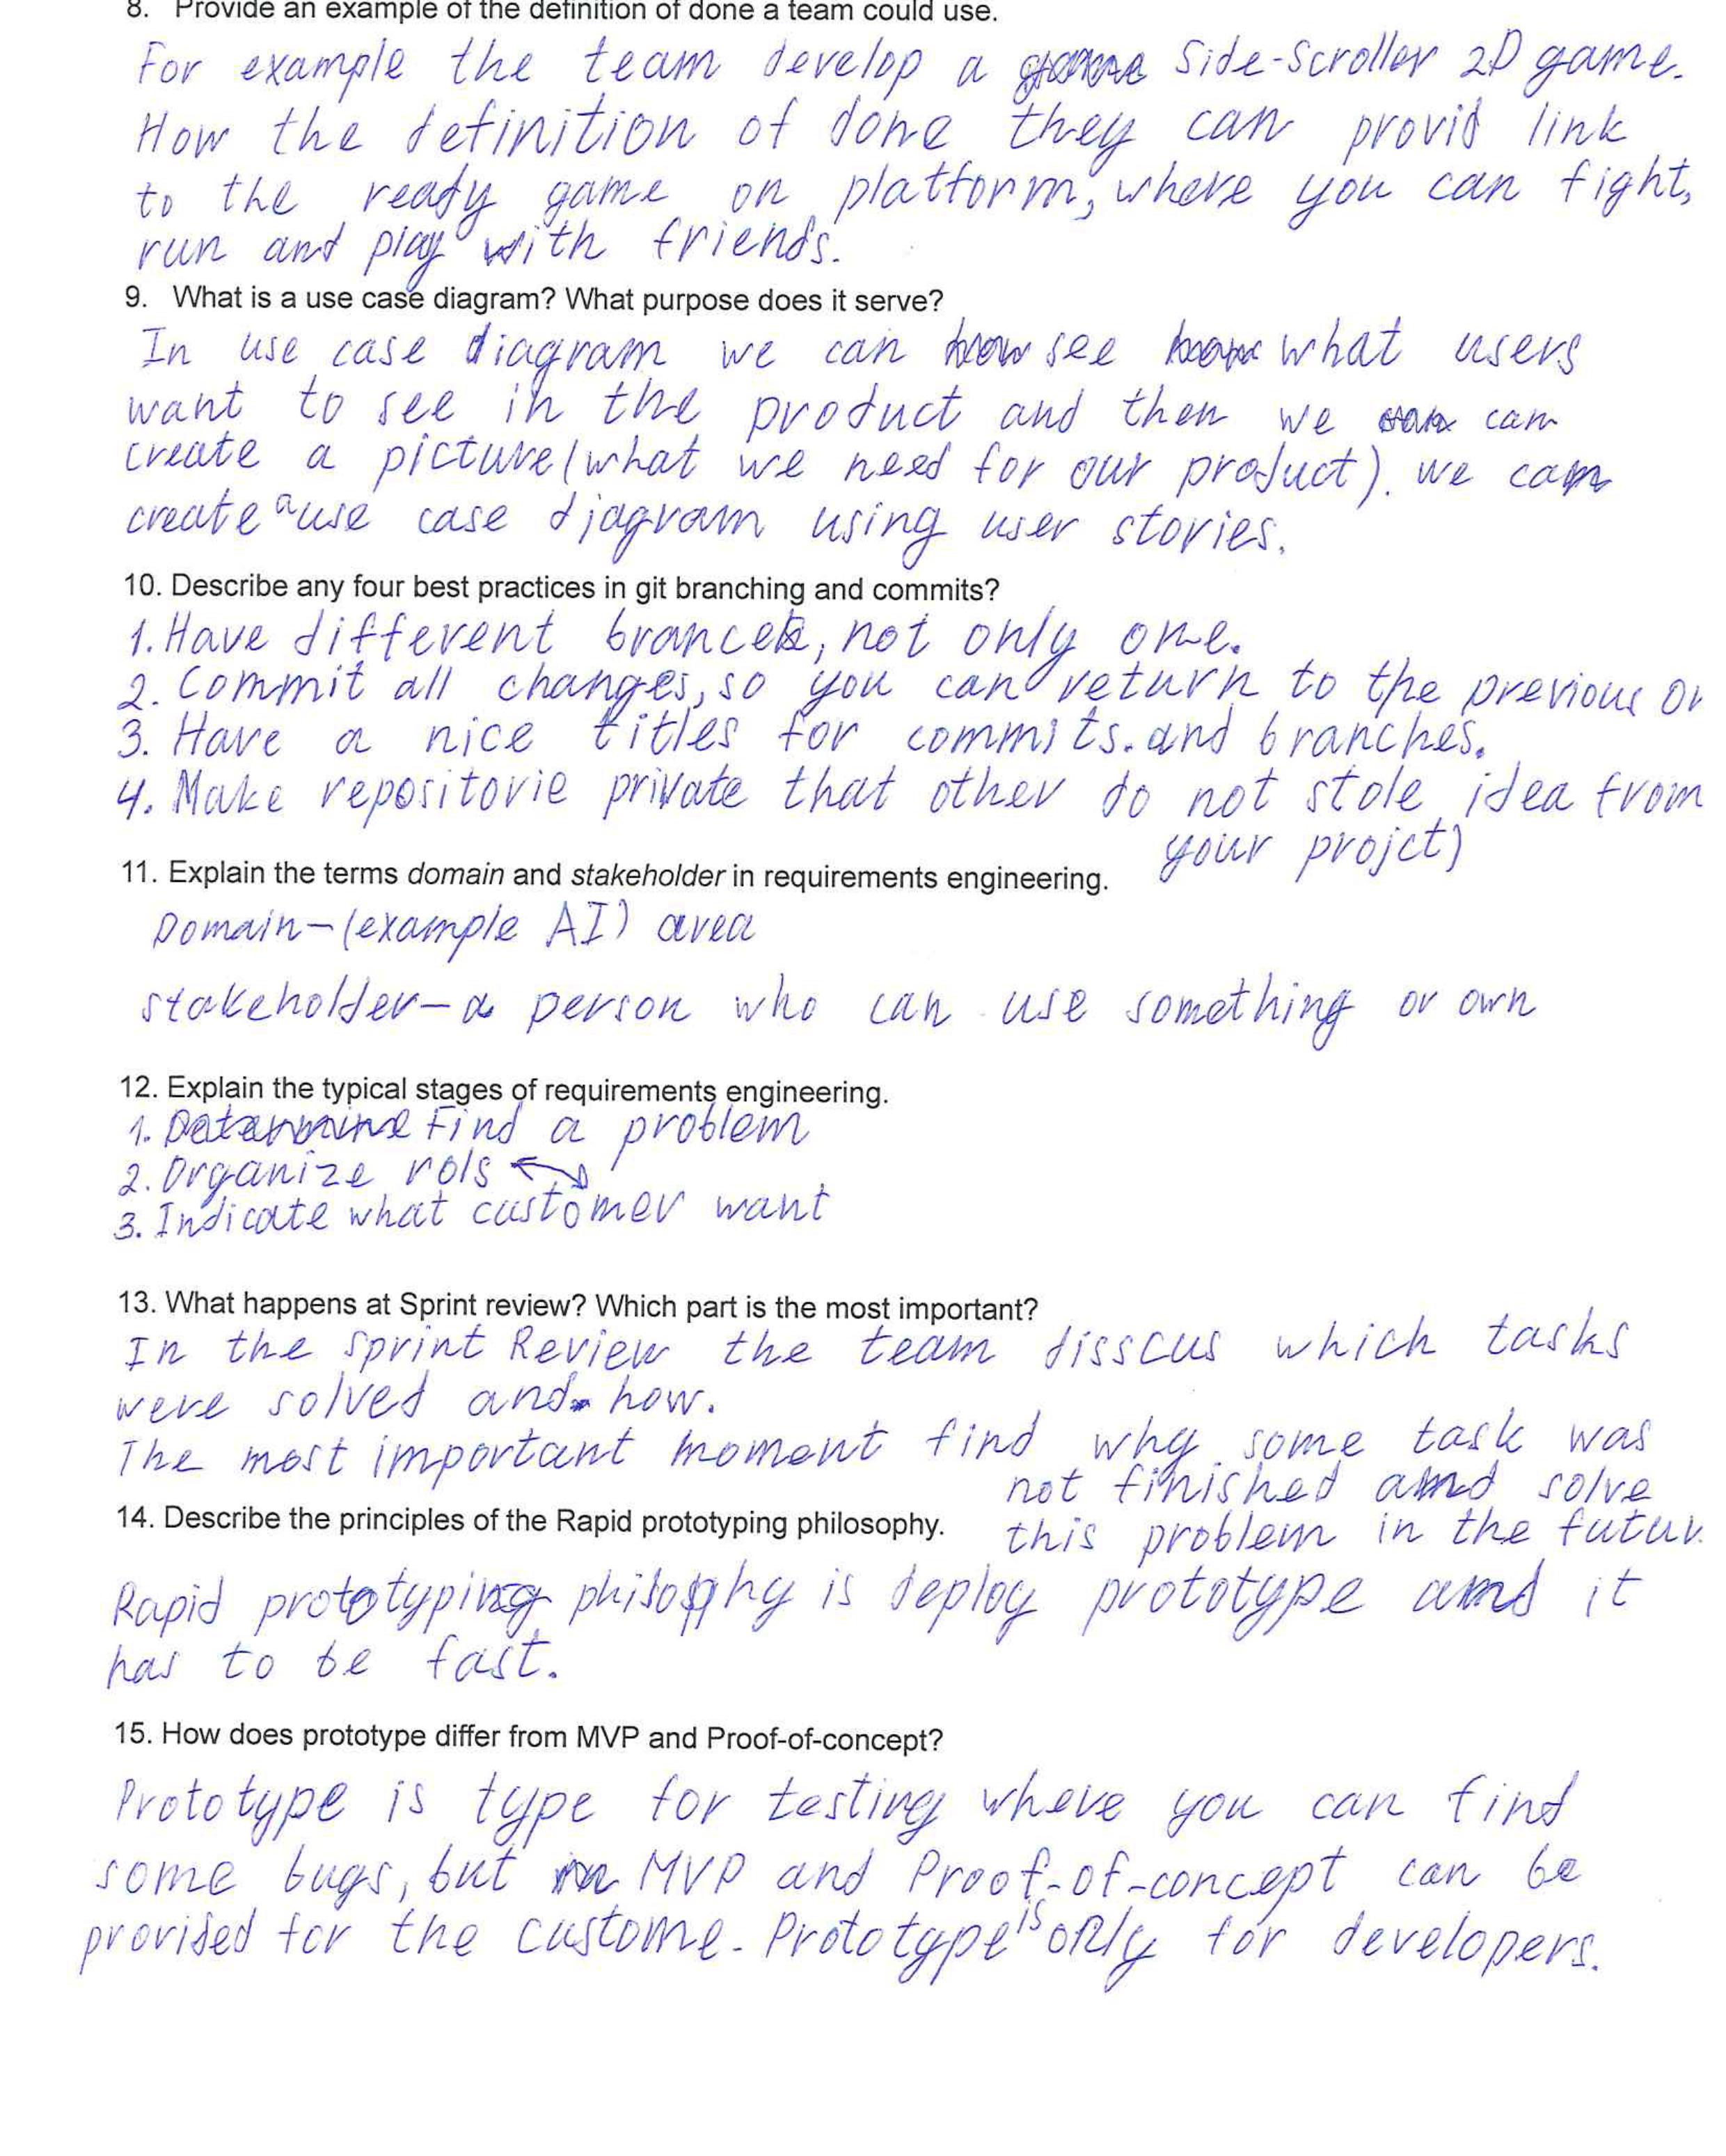 8. Provide an example of the definition of done a team could use.
For example the team develop a game Side-Scroller 2D game.
How the definition of done they can provid link
to the ready game on platform, where you can fight,
run and play with friends.
9. What is a use case diagram? What purpose does it serve?
In use case diagram we can see what users
want to see in the product and then we can
create a picture (what we need for our product). we can
create a use case diagram using user stories.
10. Describe any four best practices in git branching and commits?
1. Have different brances, not only one.
2. Commit all changes, so you can return to the previous on
3. Have a nice titles for commits. and branches.
4. Make repositorie private that other do not stole idea from
your projct)
11. Explain the terms domain and stakeholder in requirements engineering.
Domain - (example AI) area
stakeholder - a person who can use something or own
12. Explain the typical stages of requirements engineering.
1. Determine Find a problem
2. Organize rols
3. Indicate what customer want
13. What happens at Sprint review? Which part is the most important?
In the Sprint Review the team disscus which tasks
were solved and how.
The most important moment find why some task was
not finished and solve
14. Describe the principles of the Rapid prototyping philosophy.
this problem in the futur.
Rapid prototyping philosphy is deploy prototype and it
has to be fast.
15. How does prototype differ from MVP and Proof-of-concept?
Prototype is type for testing where you can find
some bugs, but MVP and Proof-of-concept can be
provided for the custome. Prototype is only for developers.